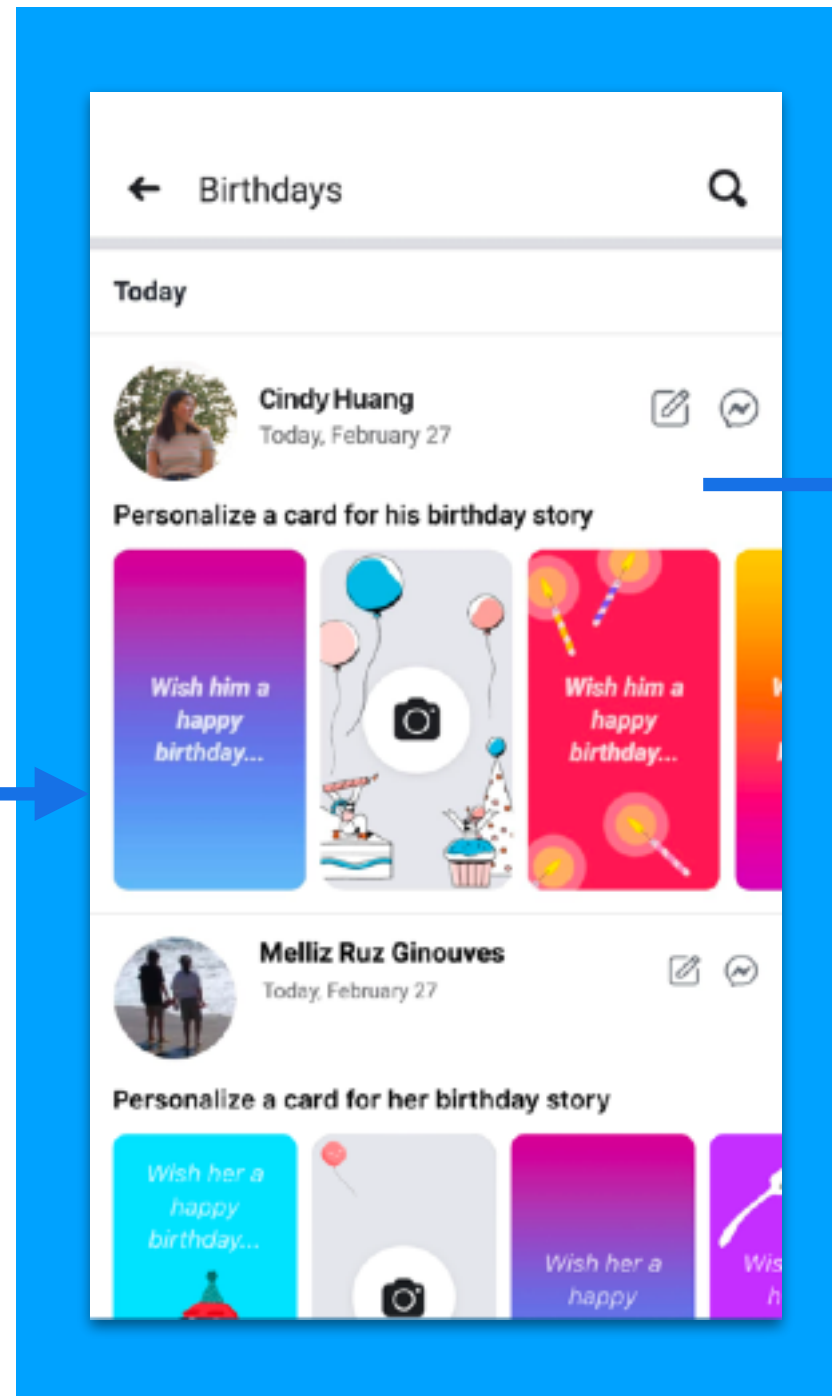 Birthdays
Today
Cindy Huang
Today, February 27
Personalize a card for his birthday story
Wish him a
happy
birthday...
Wish him a
happy
birthday...
Melliz Ruz Ginouves
Today, February 27
Personalize a card for her birthday story
Wish her a
happy
birthday...
Wish her a
happy